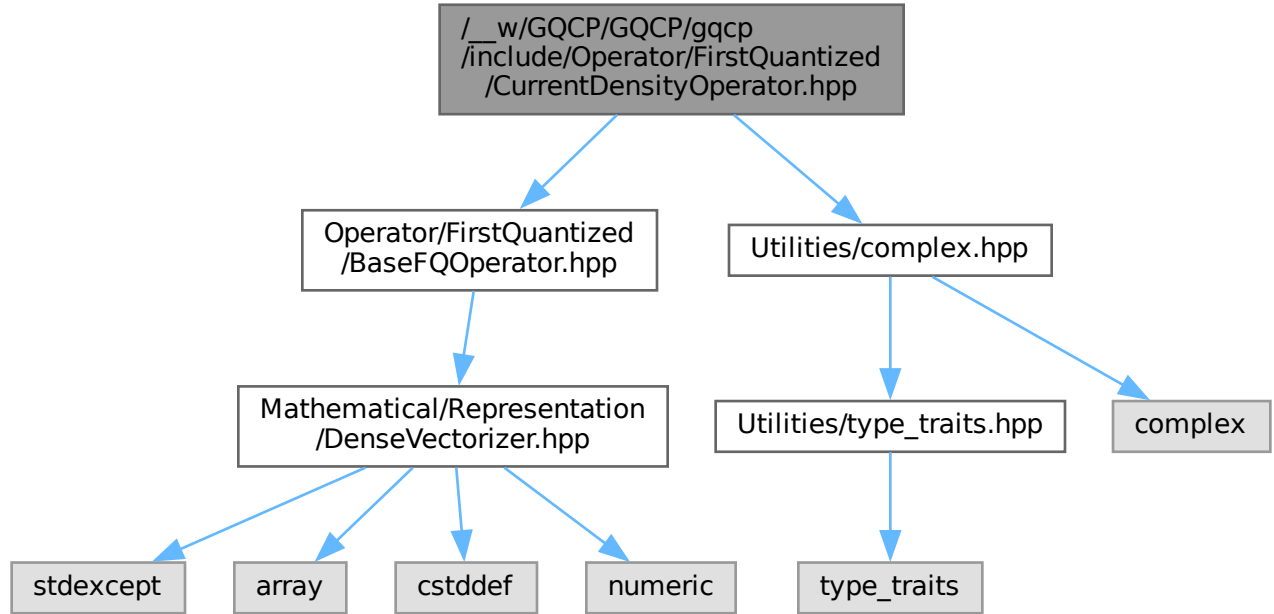 /__w/GQCP/GQCP/gqcp
/include/Operator/FirstQuantized
/CurrentDensityOperator.hpp
Operator/FirstQuantized
/BaseFQOperator.hpp
Utilities/complex.hpp
Mathematical/Representation
/DenseVectorizer.hpp
Utilities/type_traits.hpp
complex
stdexcept
array
cstddef
numeric
type_traits